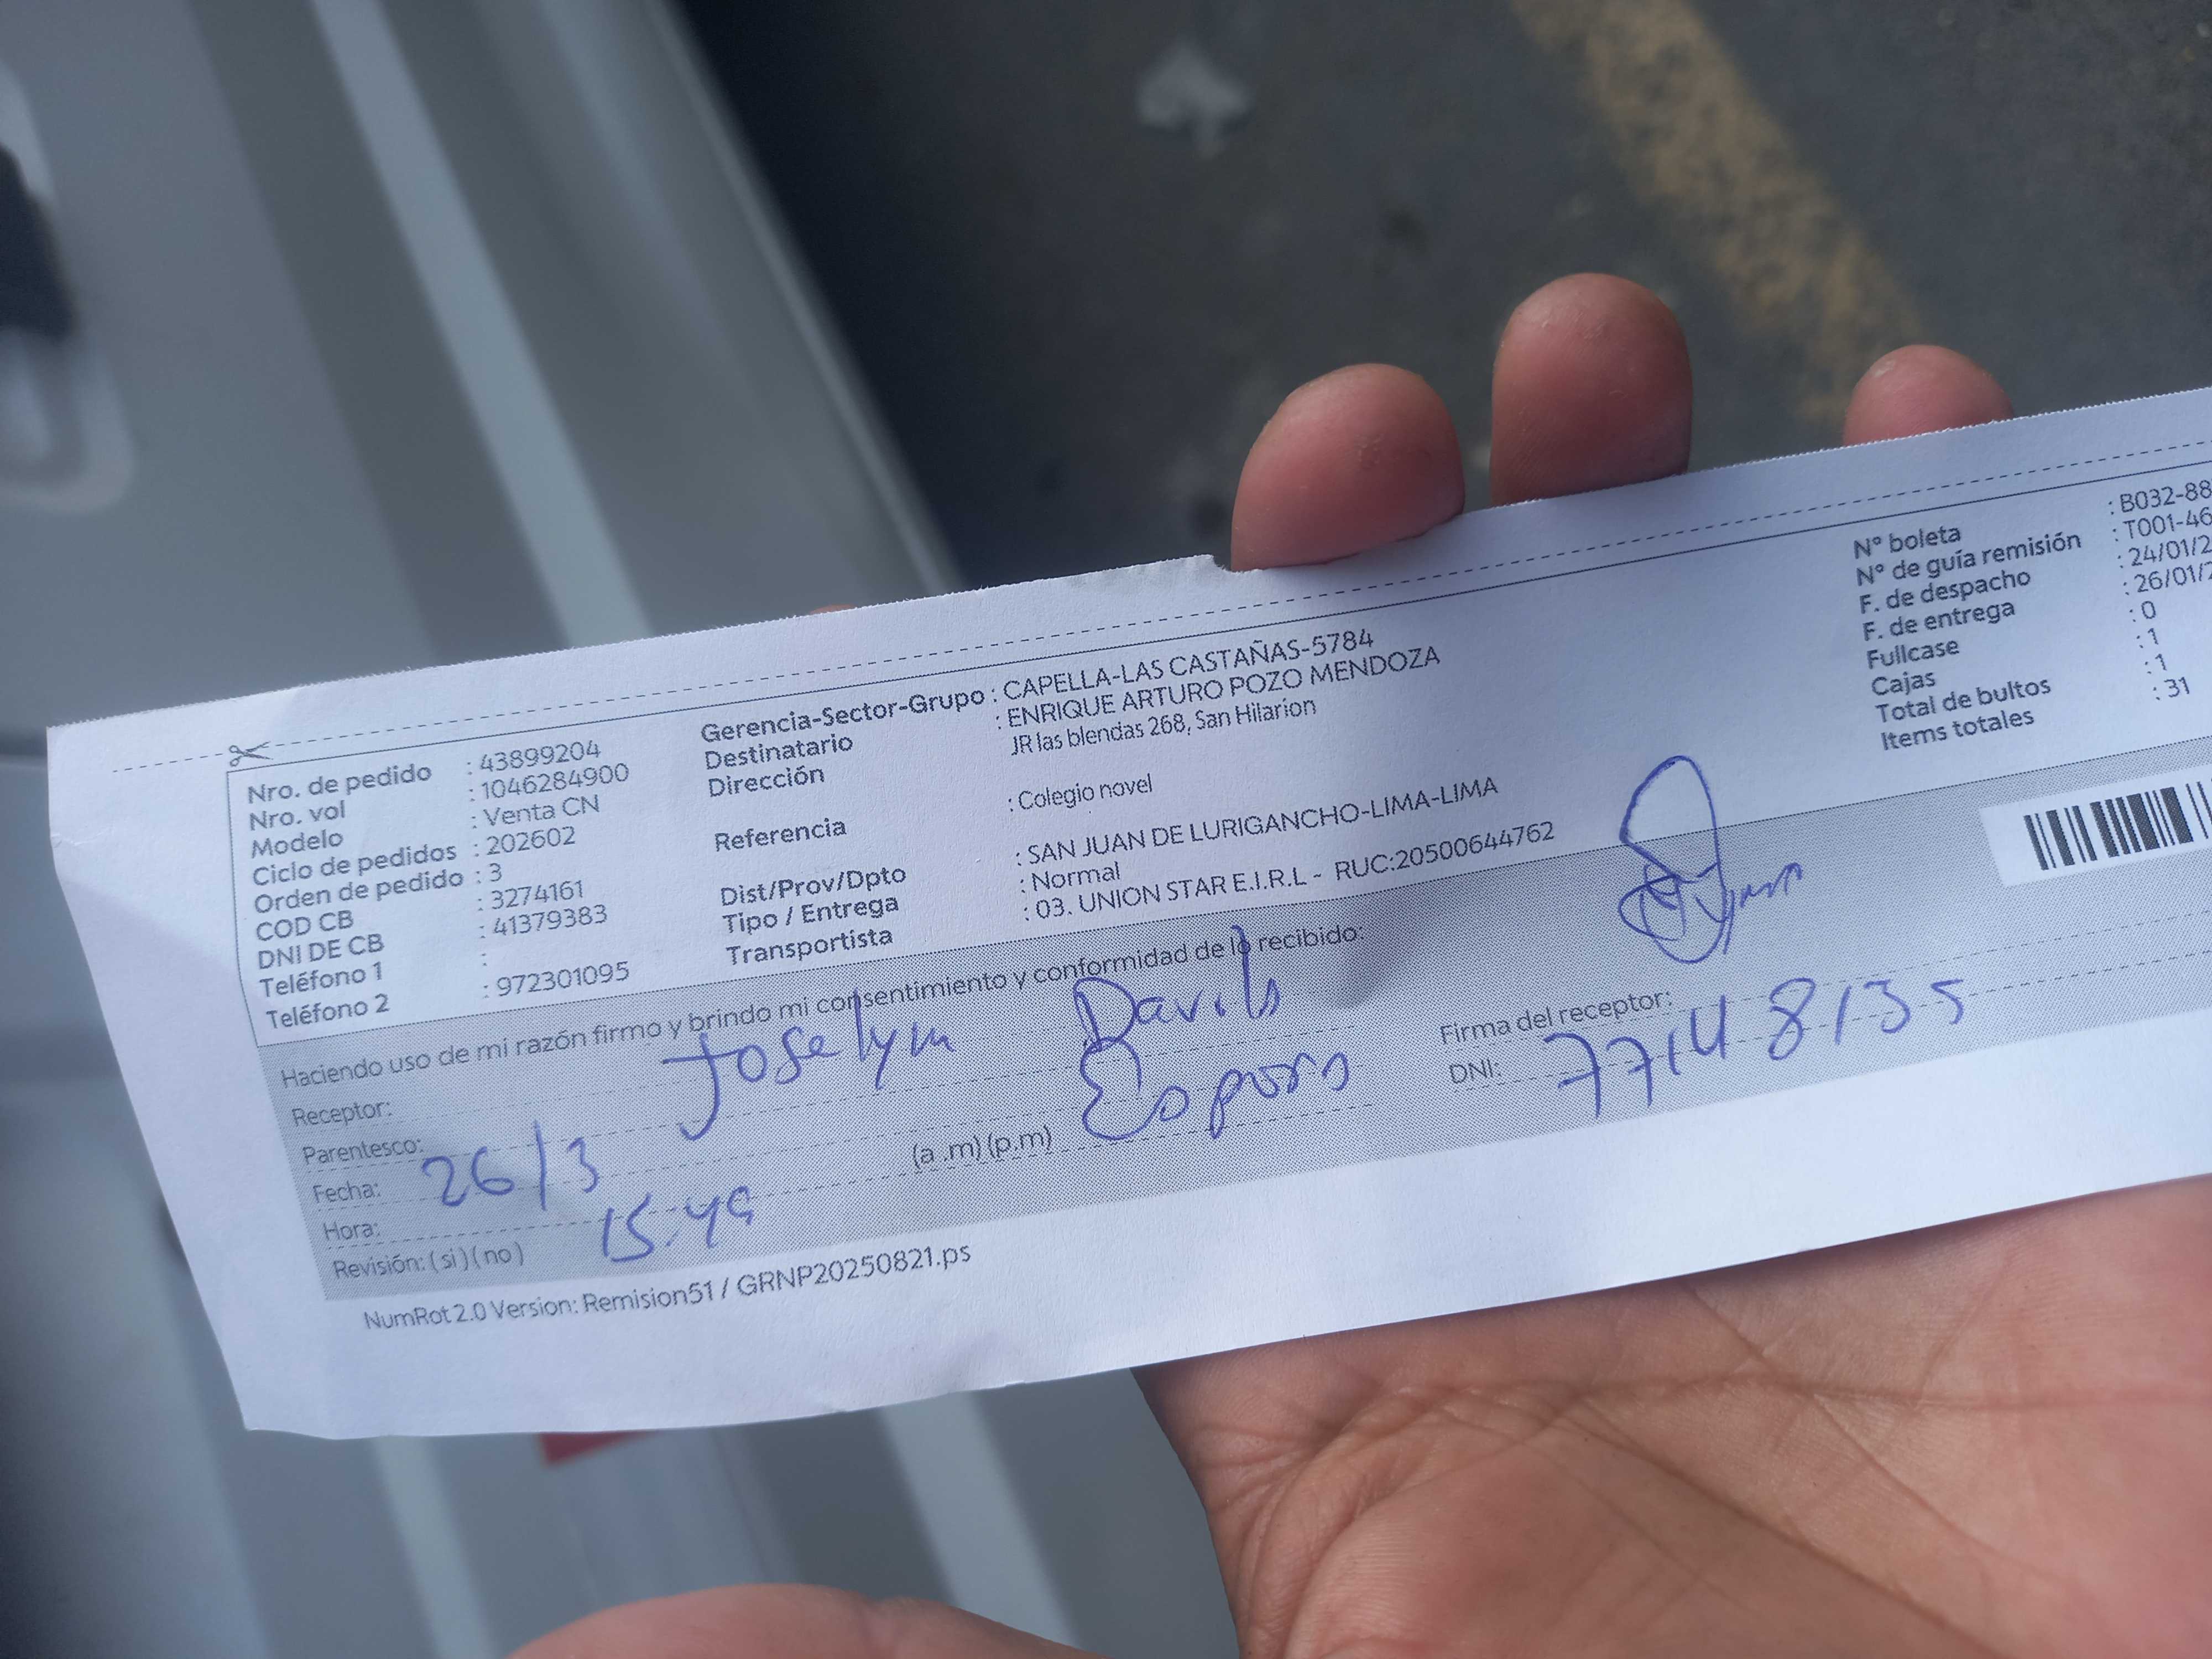 Nro. de pedido : 43899204
Nro. vol : 1046284900
Modelo : Venta CN
Ciclo de pedidos : 202602
Orden de pedido : 3
COD CB : 3274161
DNI DE CB : 41379383
Teléfono 1 :
Teléfono 2 : 972301095
Gerencia-Sector-Grupo : CAPELLA-LAS CASTAÑAS-5784
Destinatario : ENRIQUE ARTURO POZO MENDOZA
Dirección JR las blendas 268, San Hilarion
Referencia : Colegio novel
Dist/Prov/Dpto : SAN JUAN DE LURIGANCHO-LIMA-LIMA
Tipo / Entrega : Normal
Transportista : 03. UNION STAR E.I.R.L - RUC:20500644762
N° boleta : B032-88
N° de guía remisión : T001-46
F. de despacho : 24/01/2
F. de entrega : 26/01/2
Fullcase : 0
Cajas : 1
Total de bultos : 1
Items totales : 31
Haciendo uso de mi razón firmo y brindo mi consentimiento y conformidad de lo recibido:
Receptor: Joselym Davila
Parentesco: Esposa
Fecha: 26/3
Hora: 15:49 (a .m) (p.m)
Revisión: ( si ) ( no )
Firma del receptor:
DNI: 77148135
NumRot 2.0 Version: Remision51 / GRNP20250821.ps